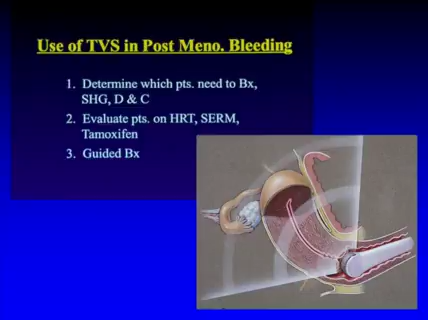 Use of TVS in Post Meno. Bleeding
1. Determine which pts. need to Bx,
SHG, D & C
2. Evaluate pts. on HRT, SERM,
Tamoxifen
3. Guided Bx